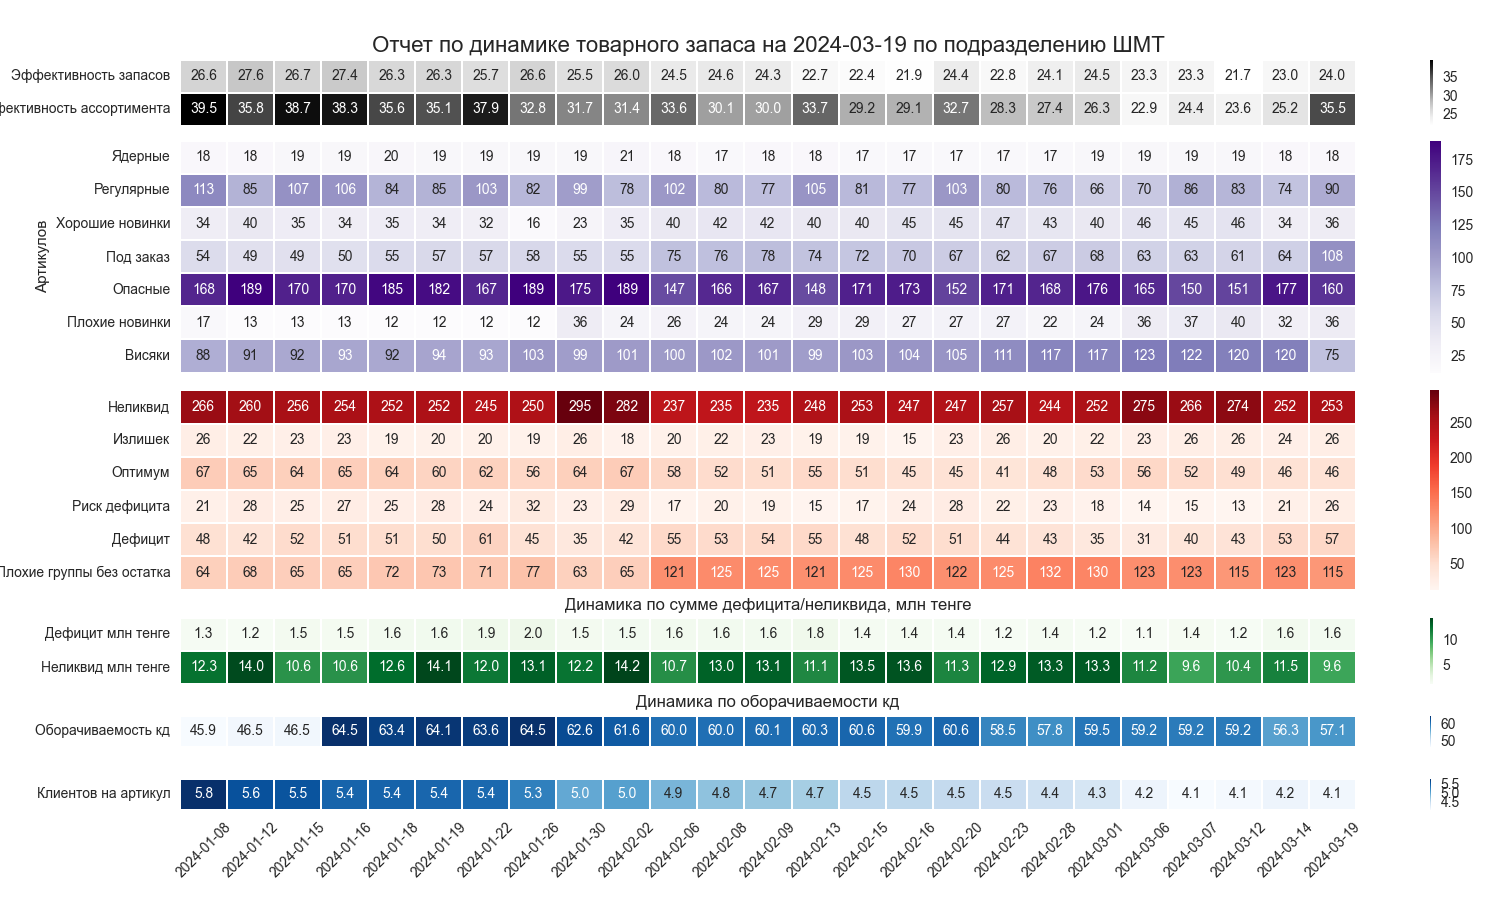 Отчет по динамике товарного запаса на 2024-03-19 по подразделению ШМТ
Эффективность запасов 26.6 27.6 26.7 27.4 26.3 26.3 25.7 26.6 25.5 26.0 24.5 24.6 24.3 22.7 22.4 21.9 24.4 22.8 24.1 24.5 23.3 23.3 21.7 23.0 24.0
фективность ассортимента 39.5 35.8 38.7 38.3 35.6 35.1 37.9 32.8 31.7 31.4 33.6 30.1 30.0 33.7 29.2 29.1 32.7 28.3 27.4 26.3 22.9 24.4 23.6 25.2 35.5
35
30
25
Артикулов
Ядерные 18 18 19 19 20 19 19 19 19 21 18 17 18 18 17 17 17 17 17 19 19 19 19 18 18
Регулярные 113 85 107 106 84 85 103 82 99 78 102 80 77 105 81 77 103 80 76 66 70 86 83 74 90
Хорошие новинки 34 40 35 34 35 34 32 16 23 35 40 42 42 40 40 45 45 47 43 40 46 45 46 34 36
Под заказ 54 49 49 50 55 57 57 58 55 55 75 76 78 74 72 70 67 62 67 68 63 63 61 64 108
Опасные 168 189 170 170 185 182 167 189 175 189 147 166 167 148 171 173 152 171 168 176 165 150 151 177 160
Плохие новинки 17 13 13 13 12 12 12 12 36 24 26 24 24 29 29 27 27 27 22 24 36 37 40 32 36
Висяки 88 91 92 93 92 94 93 103 99 101 100 102 101 99 103 104 105 111 117 117 123 122 120 120 75
175
150
125
100
75
50
25
Неликвид 266 260 256 254 252 252 245 250 295 282 237 235 235 248 253 247 247 257 244 252 275 266 274 252 253
Излишек 26 22 23 23 19 20 20 19 26 18 20 22 23 19 19 15 23 26 20 22 23 26 26 24 26
Оптимум 67 65 64 65 64 60 62 56 64 67 58 52 51 55 51 45 45 41 48 53 56 52 49 46 46
Риск дефицита 21 28 25 27 25 28 24 32 23 29 17 20 19 15 17 24 28 22 23 18 14 15 13 21 26
Дефицит 48 42 52 51 51 50 61 45 35 42 55 53 54 55 48 52 51 44 43 35 31 40 43 53 57
Плохие группы без остатка 64 68 65 65 72 73 71 77 63 65 121 125 125 121 125 130 122 125 132 130 123 123 115 123 115
250
200
150
100
50
Динамика по сумме дефицита/неликвида, млн тенге
Дефицит млн тенге 1.3 1.2 1.5 1.5 1.6 1.6 1.9 2.0 1.5 1.5 1.6 1.6 1.6 1.8 1.4 1.4 1.4 1.2 1.4 1.2 1.1 1.4 1.2 1.6 1.6
Неликвид млн тенге 12.3 14.0 10.6 10.6 12.6 14.1 12.0 13.1 12.2 14.2 10.7 13.0 13.1 11.1 13.5 13.6 11.3 12.9 13.3 13.3 11.2 9.6 10.4 11.5 9.6
10
5
Динамика по оборачиваемости кд
Оборачиваемость кд 45.9 46.5 46.5 64.5 63.4 64.1 63.6 64.5 62.6 61.6 60.0 60.0 60.1 60.3 60.6 59.9 60.6 58.5 57.8 59.5 59.2 59.2 59.2 56.3 57.1
60
50
Клиентов на артикул 5.8 5.6 5.5 5.4 5.4 5.4 5.4 5.3 5.0 5.0 4.9 4.8 4.7 4.7 4.5 4.5 4.5 4.5 4.4 4.3 4.2 4.1 4.1 4.2 4.1
5.5
5.0
4.5
2024-01-08 2024-01-12 2024-01-15 2024-01-16 2024-01-18 2024-01-19 2024-01-22 2024-01-26 2024-01-30 2024-02-02 2024-02-06 2024-02-08 2024-02-09 2024-02-13 2024-02-15 2024-02-16 2024-02-20 2024-02-23 2024-02-28 2024-03-01 2024-03-06 2024-03-07 2024-03-12 2024-03-14 2024-03-19